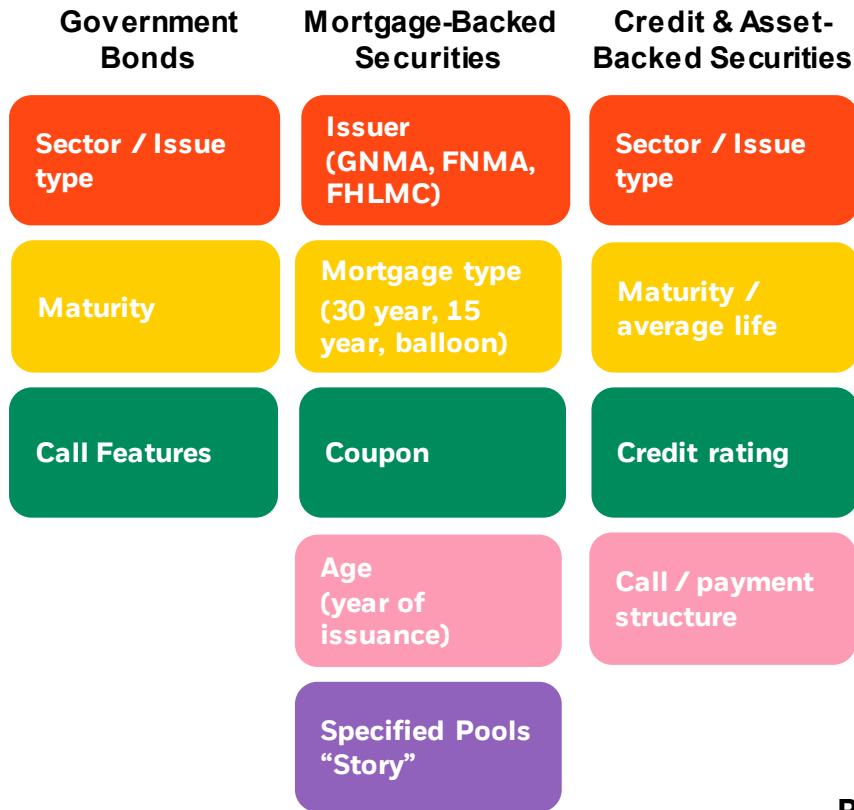 Government
Bonds
Mortgage-Backed
Securities
Credit & Asset-
Backed Securities
Sector / Issue
type
Issuer
(GNMA, FNMA,
FHLMC)
Sector / Issue
type
Maturity
Mortgage type
(30 year, 15
year, balloon)
Maturity /
average life
Call Features
Coupon
Credit rating
Age
(year of
issuance)
Call / payment
structure
Specified Pools
“Story”